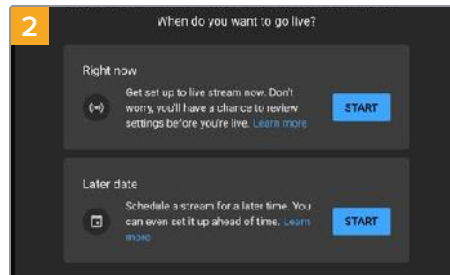 2
When do you want to go live?
Right now
Get set up to live stream now. Don't
worry, you'll have a chance to review
settings before you're live. Learn more
START
Later date
Schedule a stream for a later time. You
can even set it up ahead of time. Learn
more
START